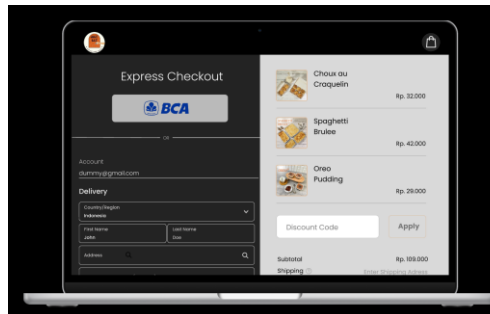 Express Checkout
BCA
OR
Account
dummy@gmail.com
Delivery
Country/Region
Indonesia
First Name
John
Last Name
Doe
Address
Choux au
Craquelin
Rp. 32.000
Spaghetti
Brulee
Rp. 42.000
Oreo
Pudding
Rp. 29.000
Discount Code
Apply
Subtotal
Rp. 109.000
Shipping
Enter Shipping Adress